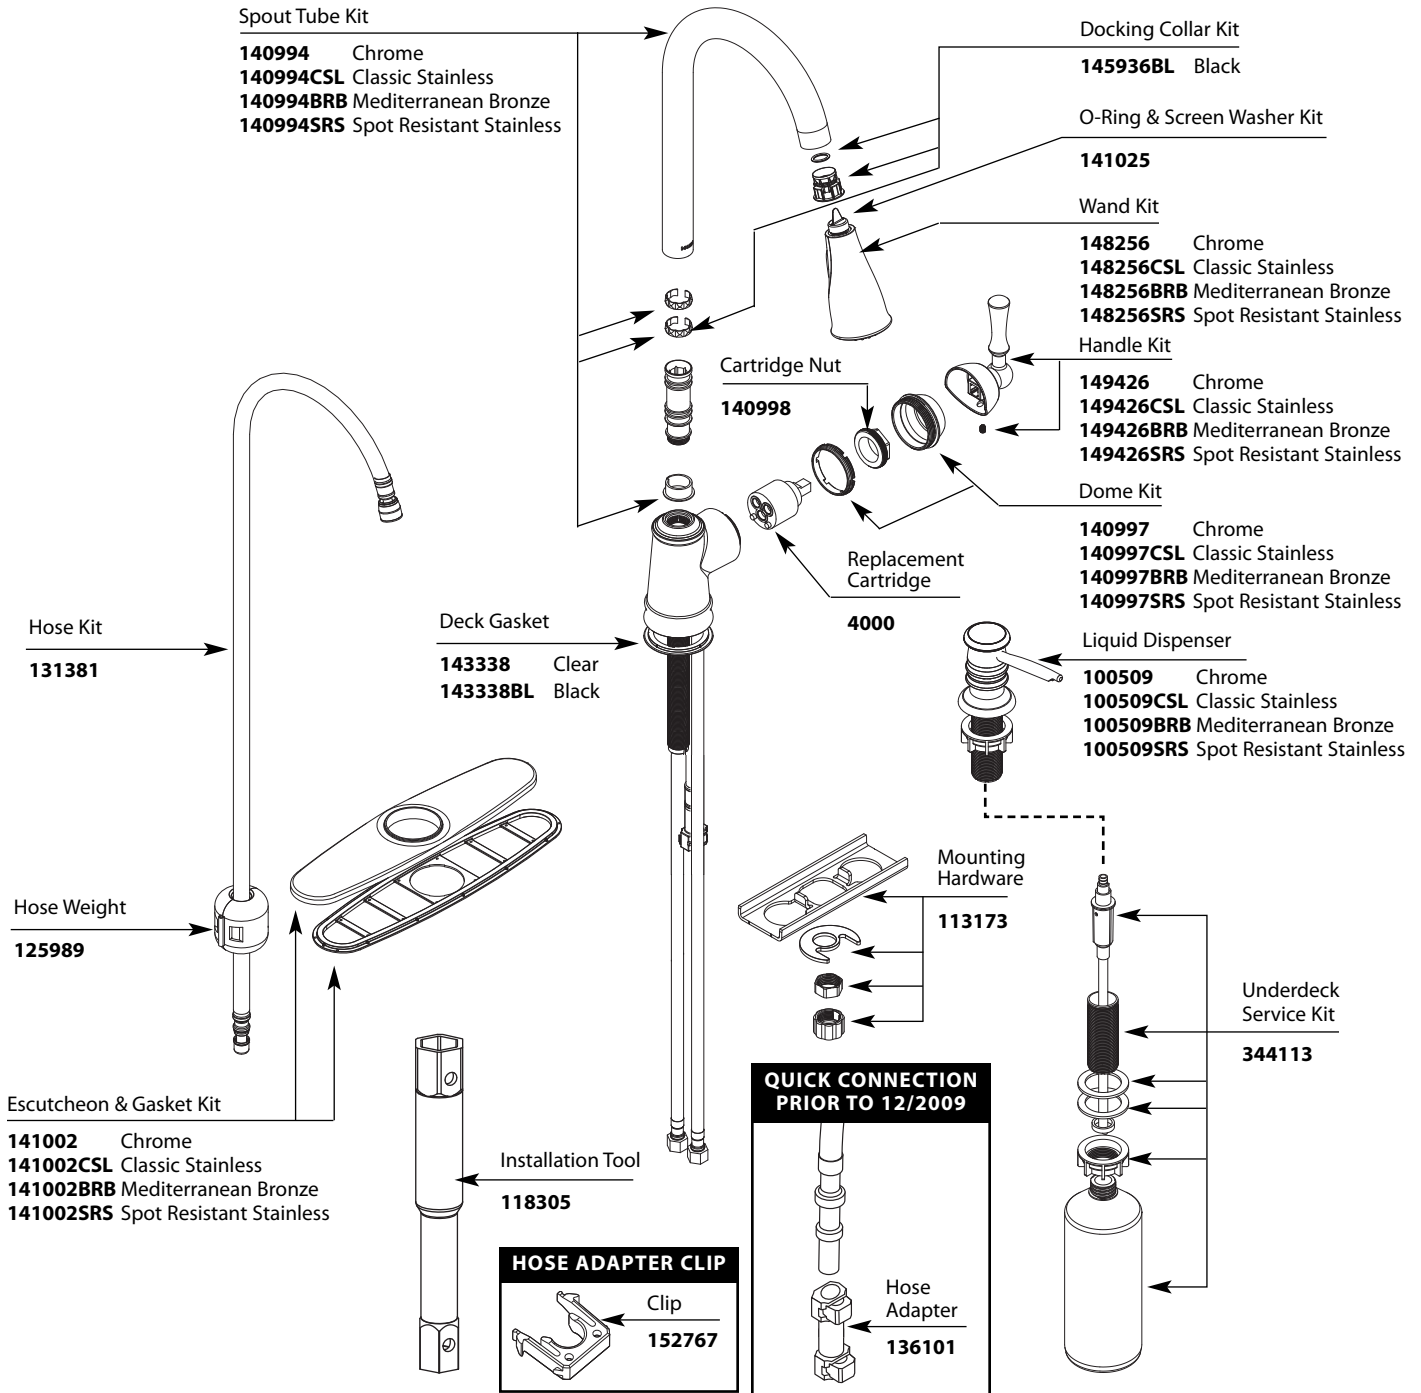 Spout Tube Kit
140994 Chrome
140994CSL Classic Stainless
140994BRB Mediterranean Bronze
140994SRS Spot Resistant Stainless
Docking Collar Kit
145936BL Black
O-Ring & Screen Washer Kit
141025
Wand Kit
148256 Chrome
148256CSL Classic Stainless
148256BRB Mediterranean Bronze
148256SRS Spot Resistant Stainless
Handle Kit
149426 Chrome
149426CSL Classic Stainless
149426BRB Mediterranean Bronze
149426SRS Spot Resistant Stainless
Cartridge Nut
140998
Dome Kit
140997 Chrome
140997CSL Classic Stainless
140997BRB Mediterranean Bronze
140997SRS Spot Resistant Stainless
Replacement
Cartridge
4000
Hose Kit
131381
Deck Gasket
143338 Clear
143338BL Black
Liquid Dispenser
100509 Chrome
100509CSL Classic Stainless
100509BRB Mediterranean Bronze
100509SRS Spot Resistant Stainless
Mounting
Hardware
113173
Hose Weight
125989
Underdeck
Service Kit
344113
Escutcheon & Gasket Kit
141002 Chrome
141002CSL Classic Stainless
141002BRB Mediterranean Bronze
141002SRS Spot Resistant Stainless
Installation Tool
118305
QUICK CONNECTION
PRIOR TO 12/2009
Hose
Adapter
136101
HOSE ADAPTER CLIP
Clip
152767